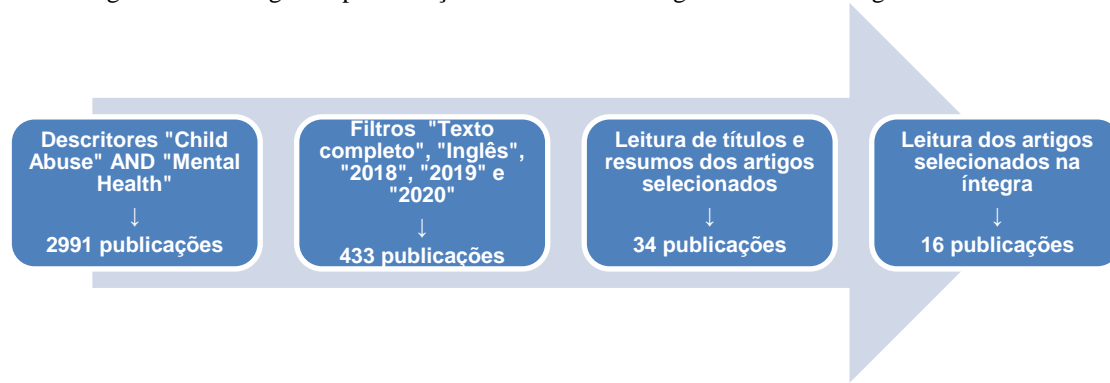 Descritores "Child
Abuse" AND "Mental
Health"
↓
2991 publicações
Filtros "Texto
completo", "Inglês",
"2018", "2019" e
"2020"
↓
433 publicações
Leitura de títulos e
resumos dos artigos
selecionados
↓
34 publicações
Leitura dos artigos
selecionados na
íntegra
↓
16 publicações